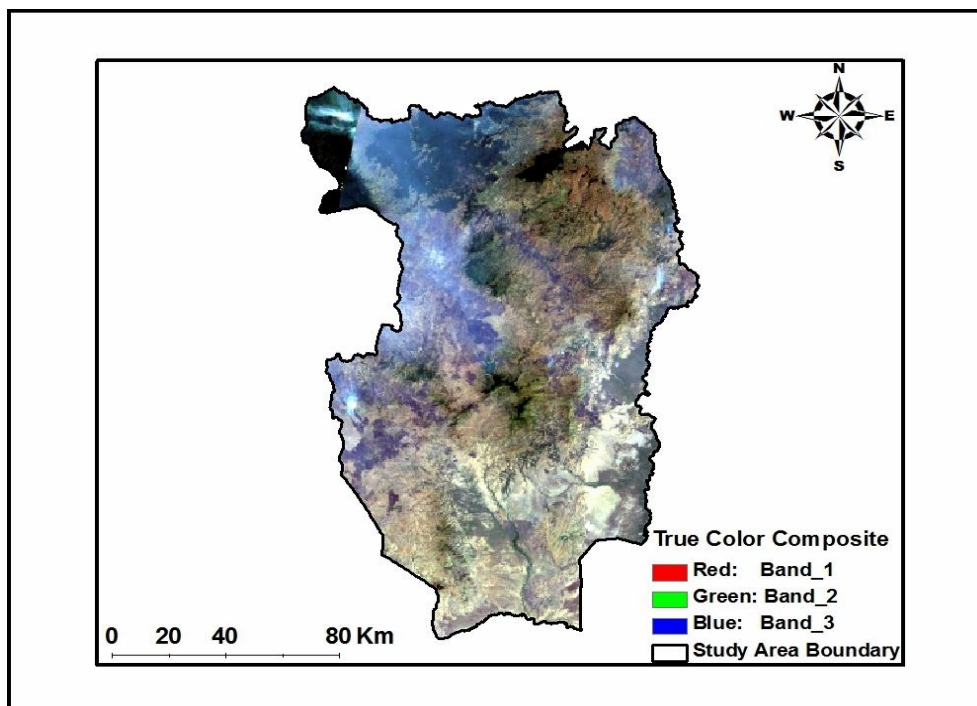 N
W E
S
True Color Composite
Red: Band_1
Green: Band_2
Blue: Band_3
Study Area Boundary
0 20 40 80 Km